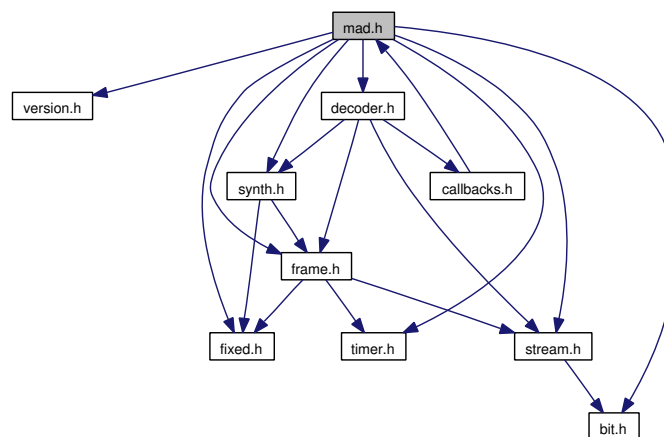 mad.h
version.h
decoder.h
synth.h
callbacks.h
frame.h
fixed.h
timer.h
stream.h
bit.h